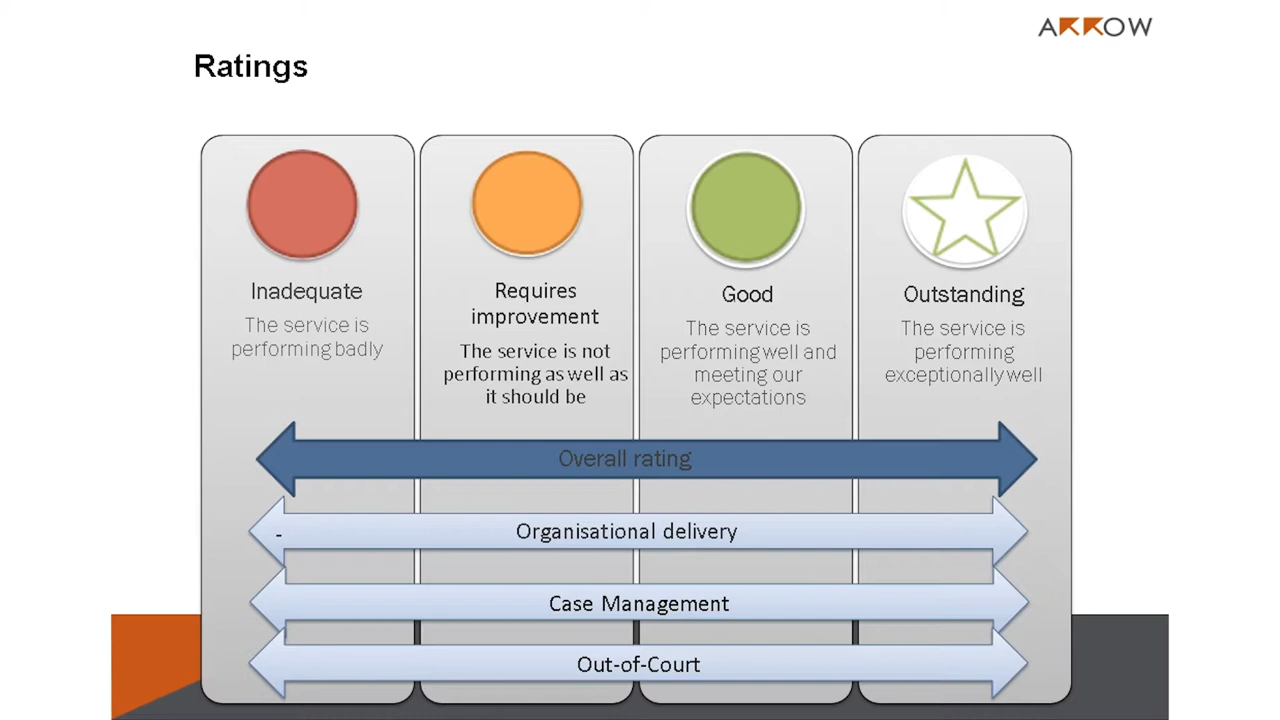 ARROW
Ratings
Inadequate
The service is
performing badly
Requires
improvement
The service is not
performing as well as
it should be
Good
The service is
performing well and
meeting our
expectations
Outstanding
The service is
performing
exceptionally well
Overall rating
- Organisational delivery
Case Management
Out-of-Court